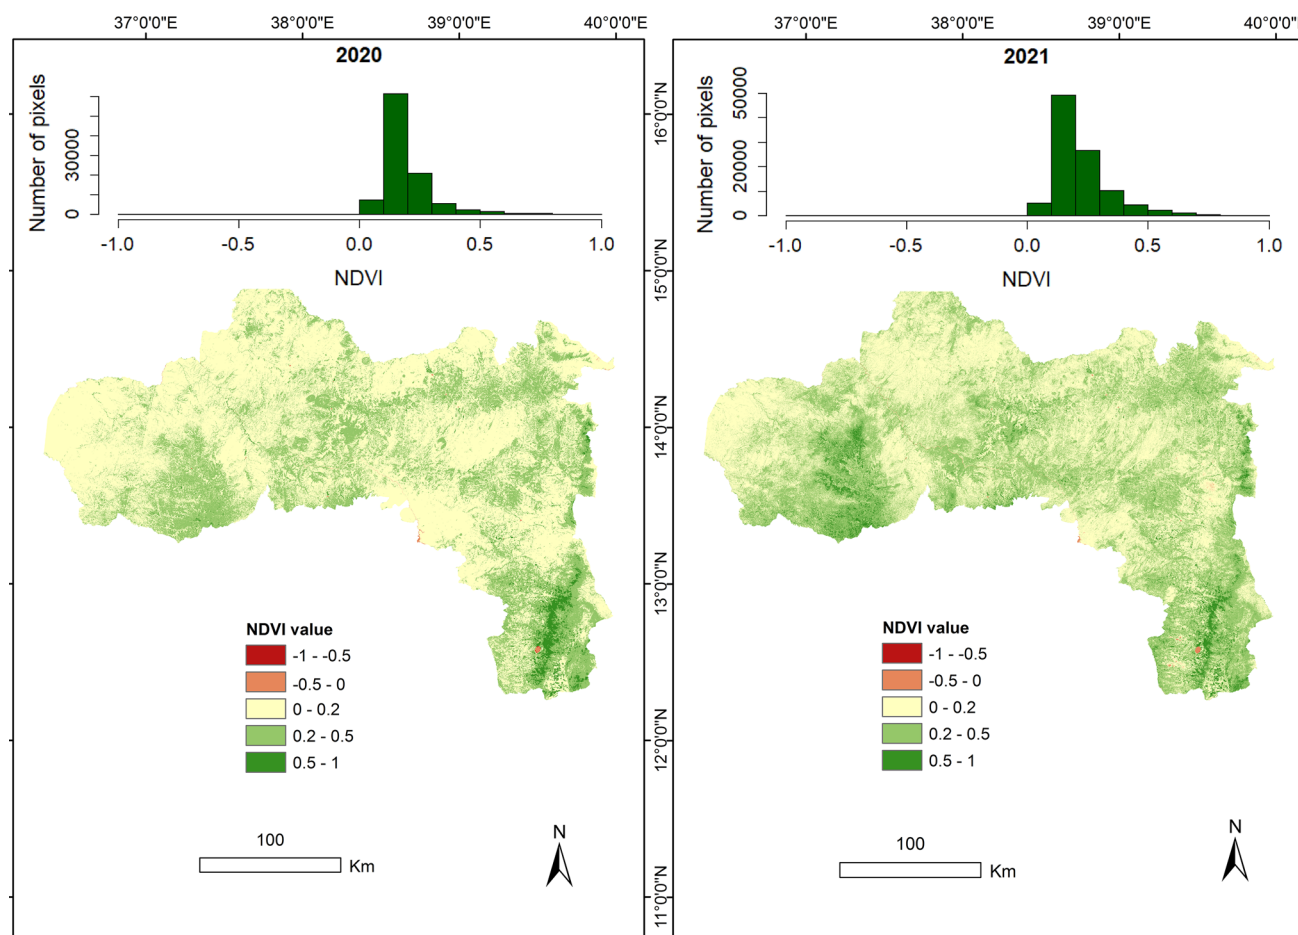 37°0'0"E 38°0'0"E 39°0'0"E 40°0'0"E
2020
Number of pixels
30000
0
-1.0 -0.5 0.0 0.5 1.0
NDVI
NDVI value
-1 - -0.5
-0.5 - 0
0 - 0.2
0.2 - 0.5
0.5 - 1
100
Km
N
16°0'0"N
15°0'0"N
14°0'0"N
13°0'0"N
12°0'0"N
11°0'0"N
37°0'0"E 38°0'0"E 39°0'0"E 40°0'0"E
2021
Number of pixels
50000
20000
0
-1.0 -0.5 0.0 0.5 1.0
NDVI
NDVI value
-1 - -0.5
-0.5 - 0
0 - 0.2
0.2 - 0.5
0.5 - 1
100
Km
N